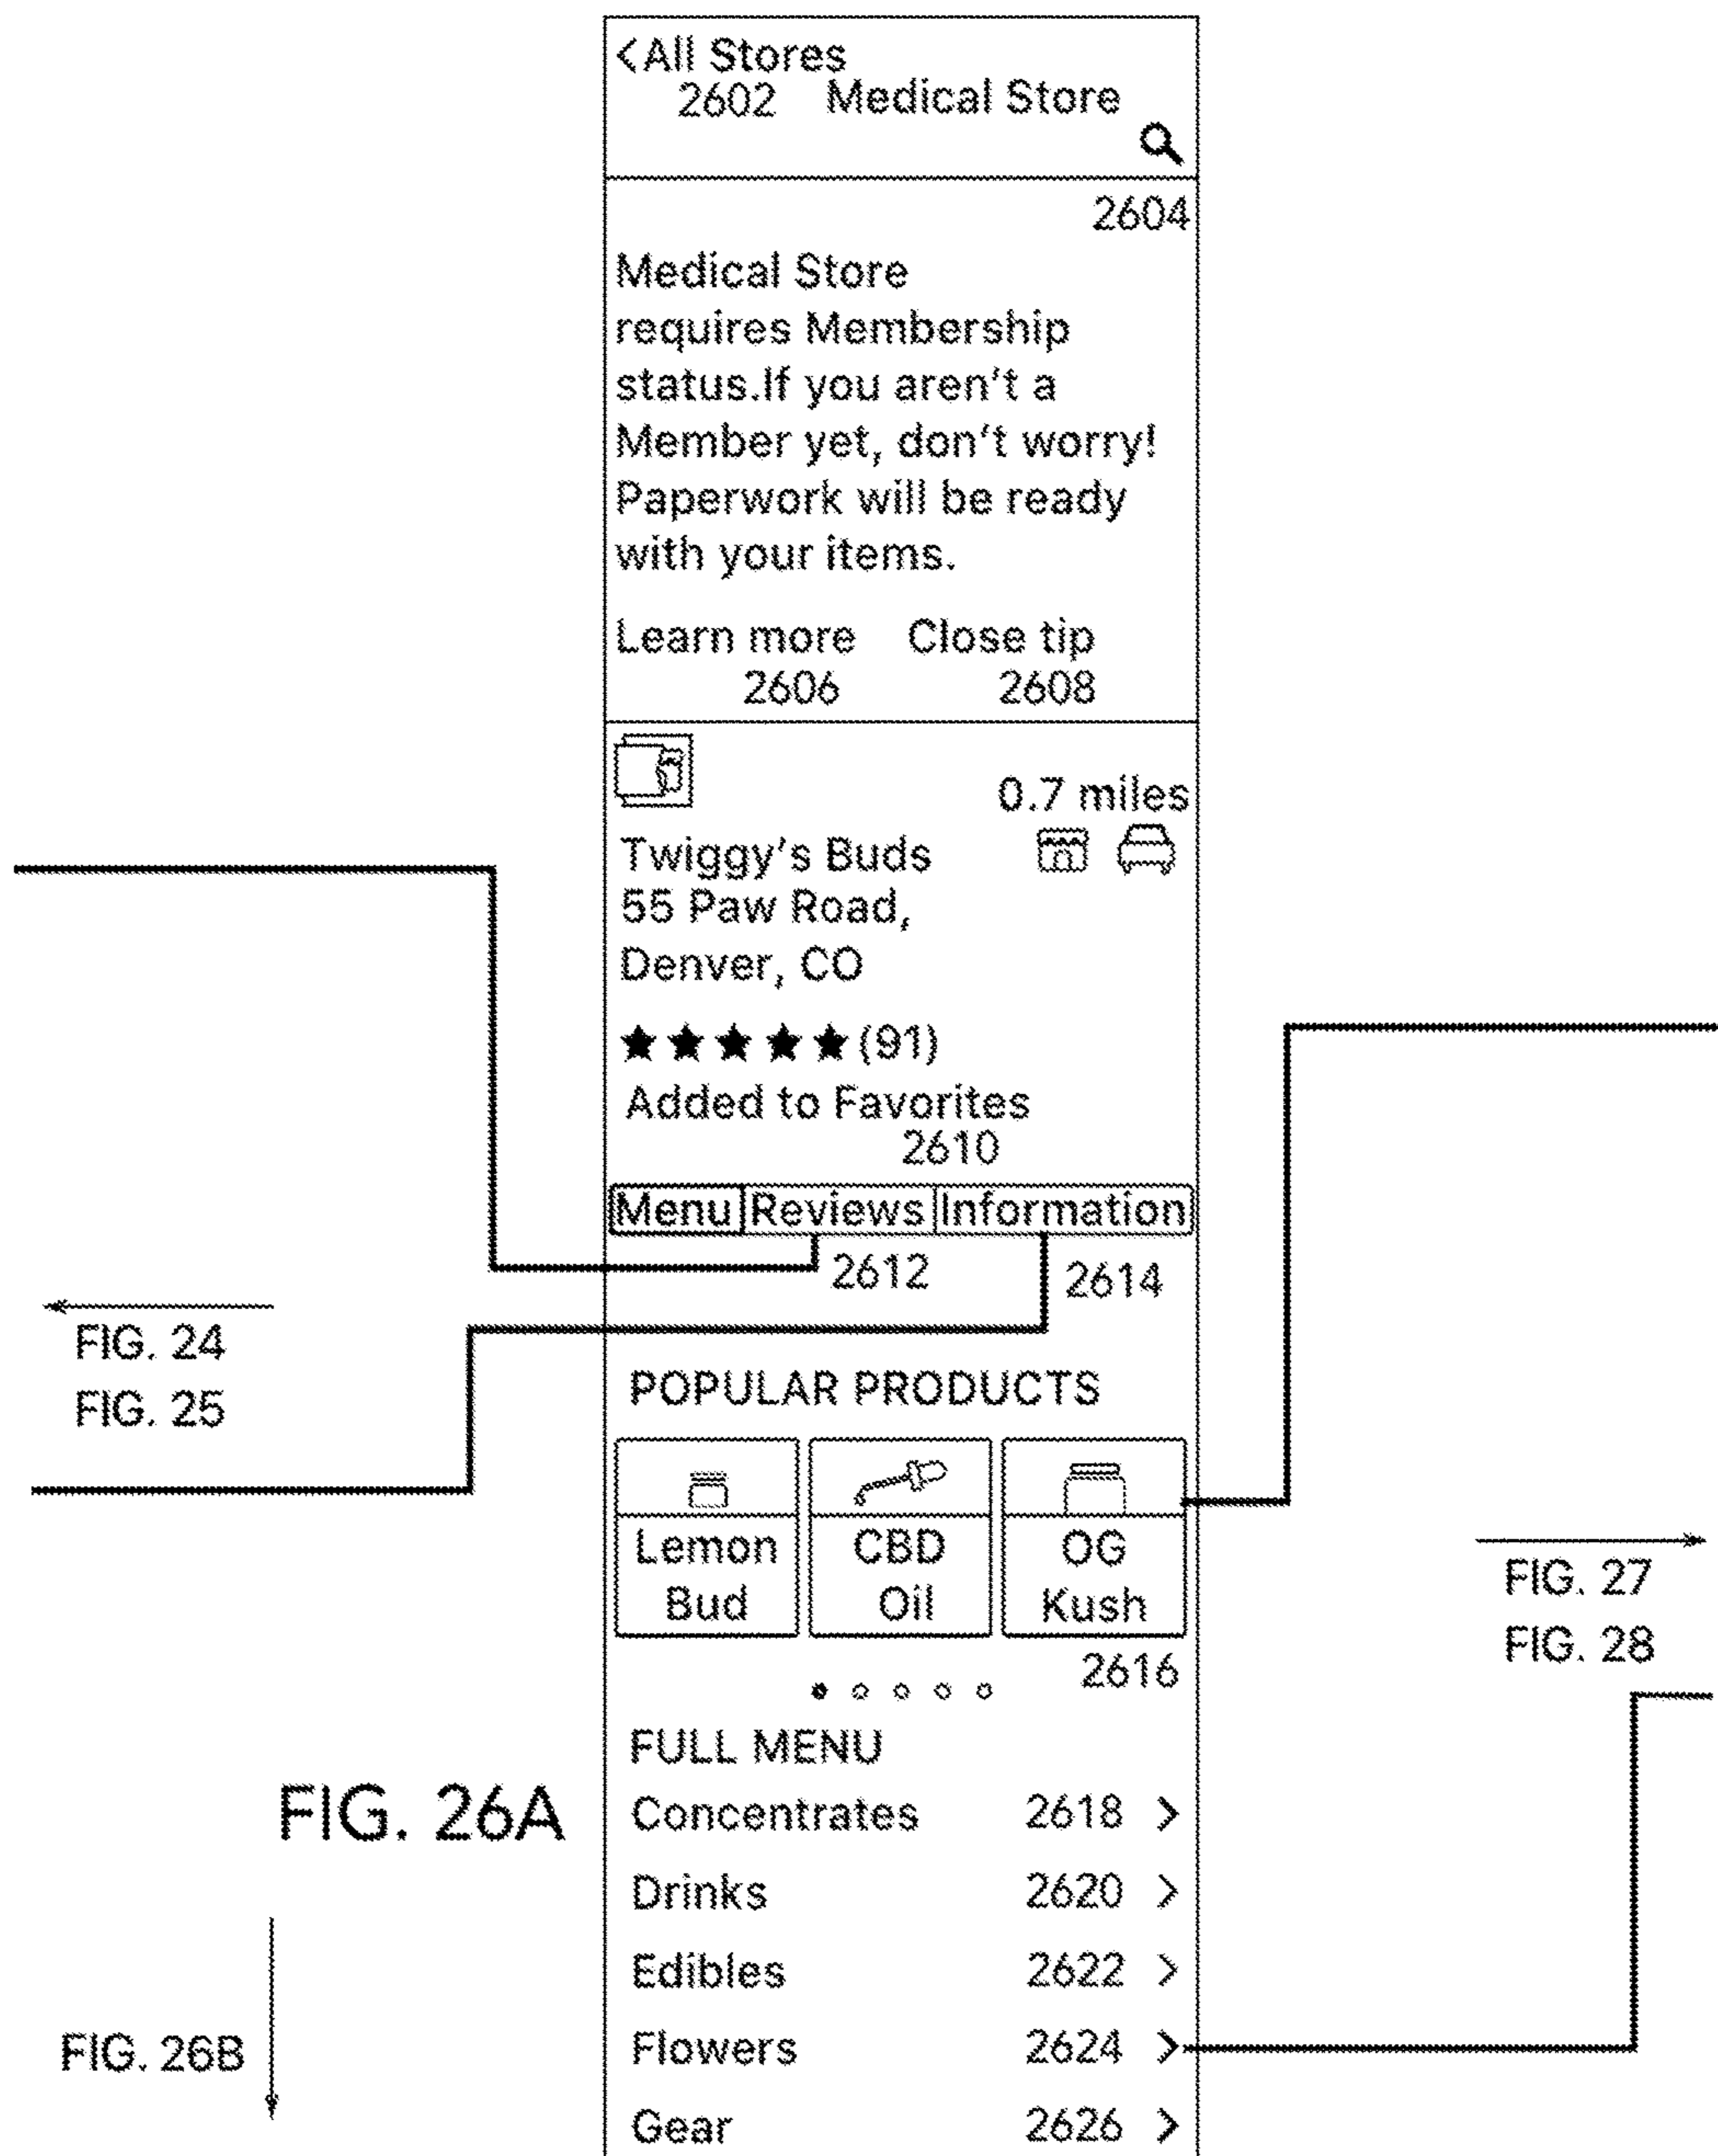 <All Stores
2602 Medical Store
2604
Medical Store
requires Membership
status.If you aren't a
Member yet, don't worry!
Paperwork will be ready
with your items.
Learn more Close tip
2606 2608
0.7 miles
Twiggy's Buds
55 Paw Road,
Denver, CO
★★★★★(91)
Added to Favorites
2610
Menu Reviews Information
2612 2614
FIG. 24
FIG. 25
POPULAR PRODUCTS
Lemon Bud
CBD Oil
OG Kush
2616
FIG. 27
FIG. 28
FULL MENU
Concentrates 2618 >
Drinks 2620 >
Edibles 2622 >
Flowers 2624 >
Gear 2626 >
FIG. 26A
FIG. 26B